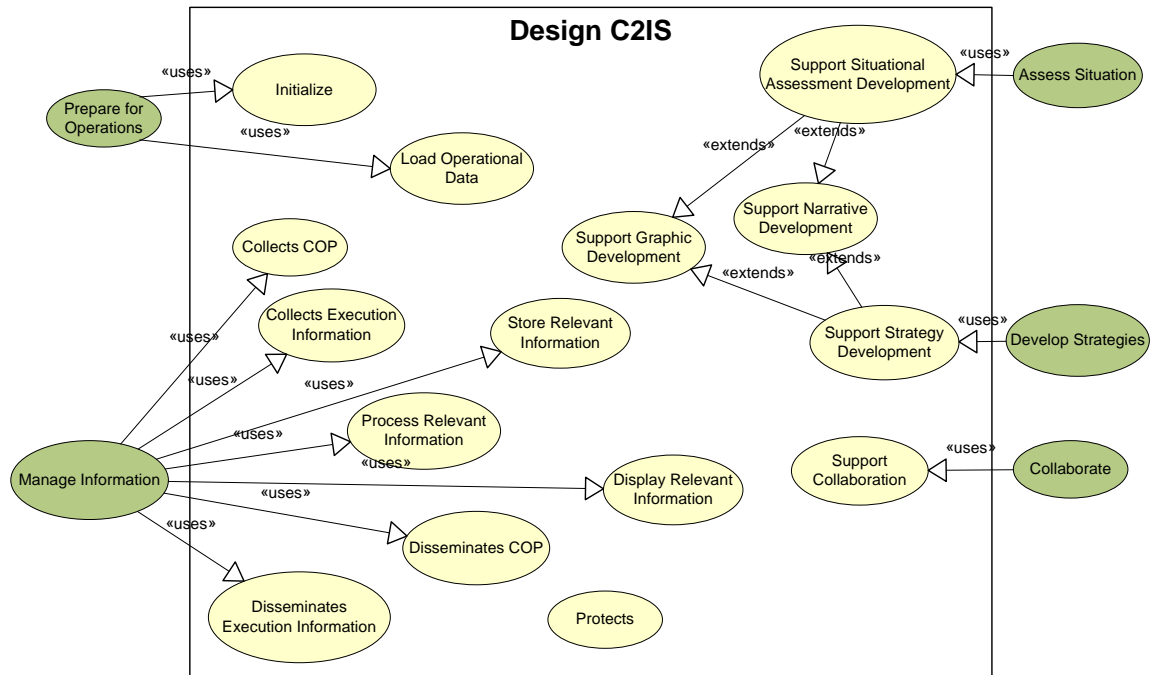 Design C2IS
«uses»
Initialize
Prepare for
Operations
«uses»
Load Operational
Data
Support Situational
Assessment Development
«uses»
Assess Situation
«extends»
«extends»
Support Narrative
Development
Support Graphic
Development
«extends»
«extends»
Collects COP
«uses»
Collects Execution
Information
«uses»
Store Relevant
Information
«uses»
Support Strategy
Development
«uses»
Develop Strategies
Process Relevant
Information
«uses»
Manage Information
«uses»
Display Relevant
Information
Support
Collaboration
«uses»
Collaborate
«uses»
Disseminates COP
«uses»
Disseminates
Execution Information
Protects